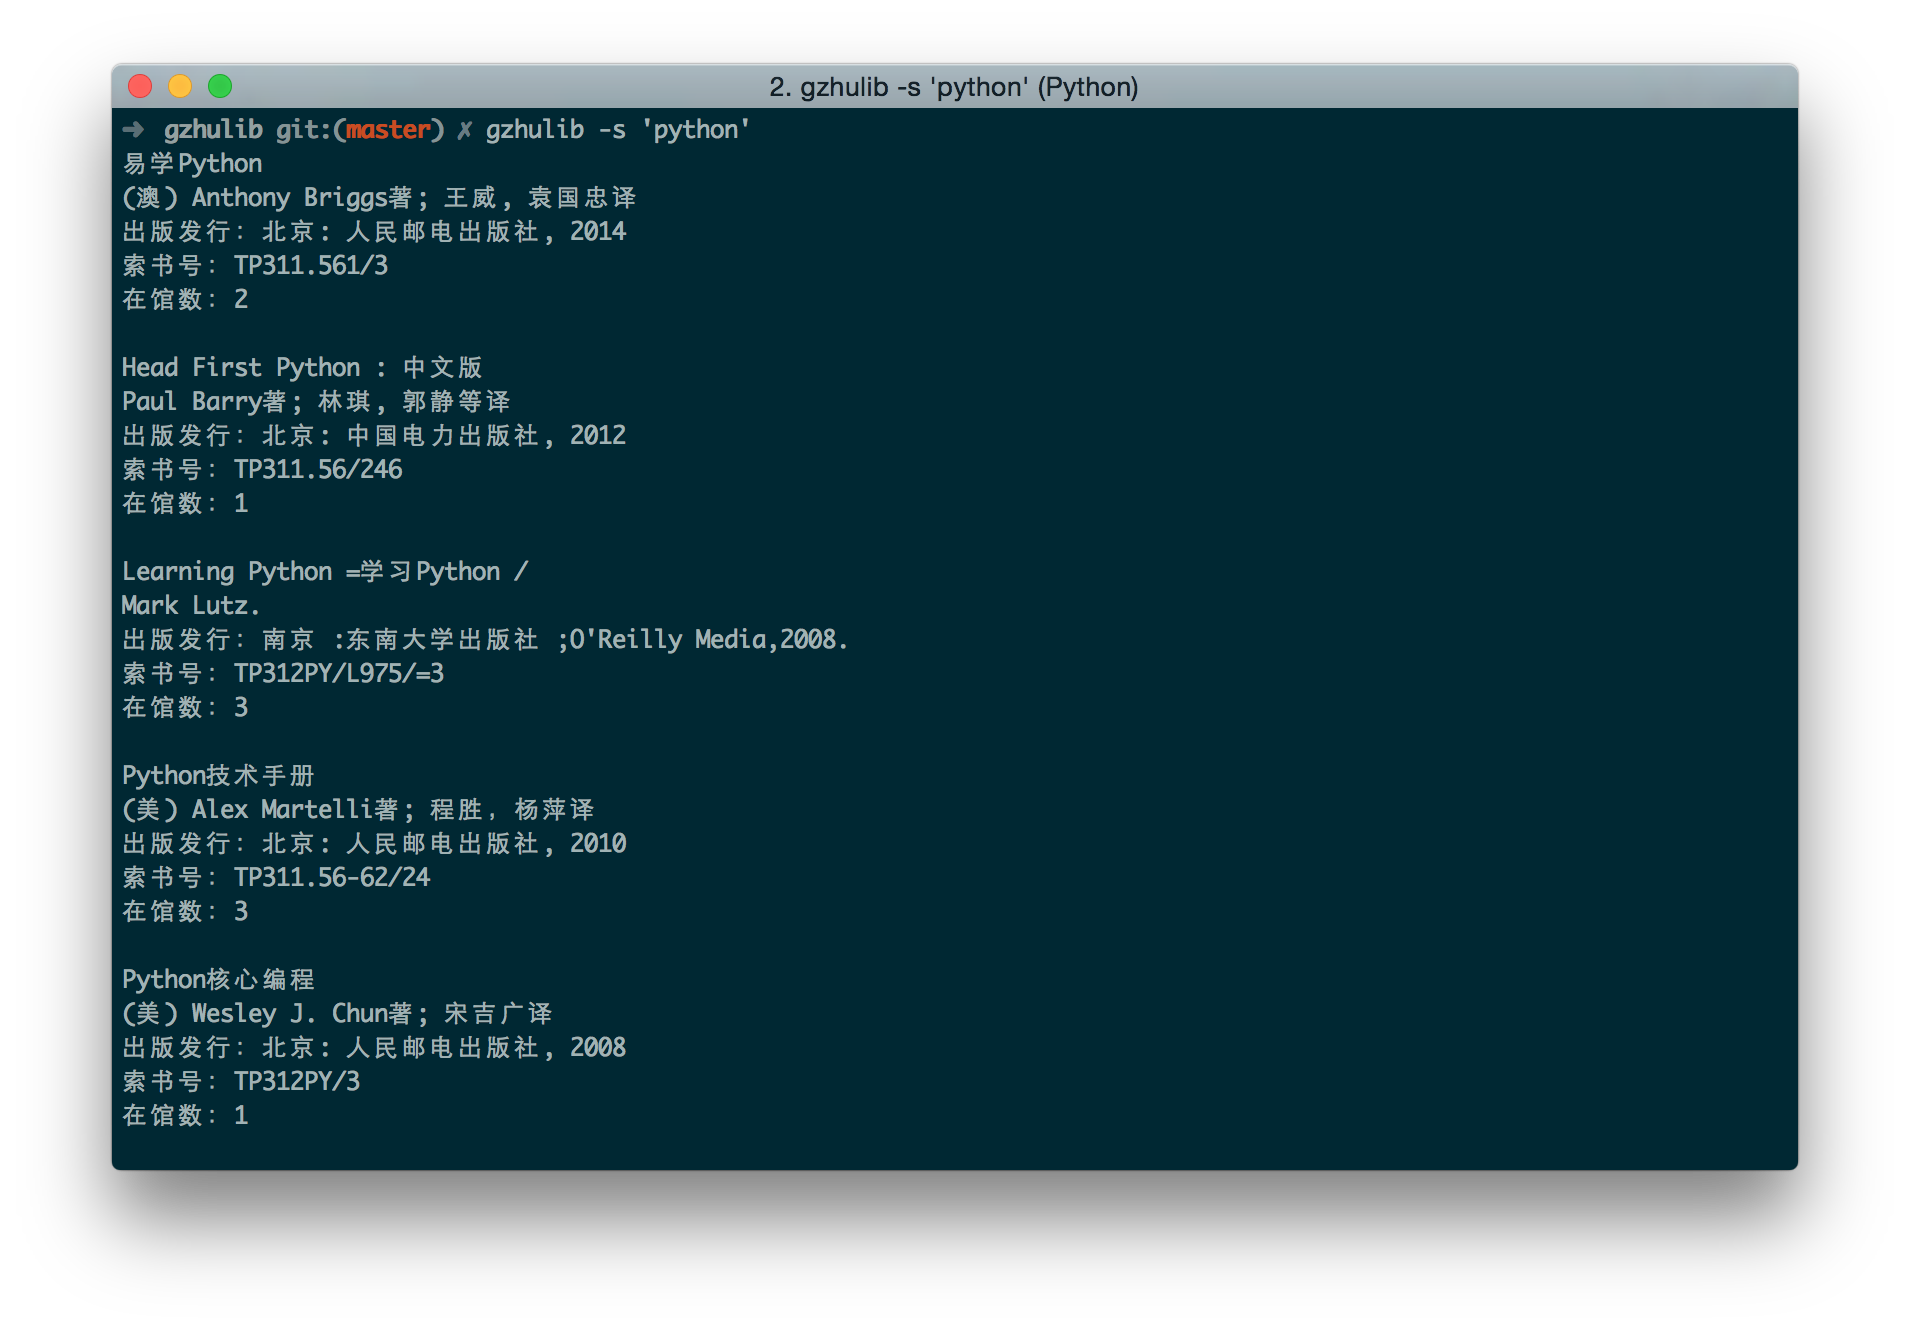 2. gzhulib -s 'python' (Python)
➜ gzhulib git:(master) ✗ gzhulib -s 'python'
易学Python
(澳) Anthony Briggs著; 王威, 袁国忠译
出版发行: 北京: 人民邮电出版社, 2014
索书号: TP311.561/3
在馆数: 2
Head First Python : 中文版
Paul Barry著; 林琪, 郭静等译
出版发行: 北京: 中国电力出版社, 2012
索书号: TP311.56/246
在馆数: 1
Learning Python =学习Python /
Mark Lutz.
出版发行: 南京 :东南大学出版社 ;O'Reilly Media,2008.
索书号: TP312PY/L975/=3
在馆数: 3
Python技术手册
(美) Alex Martelli著; 程胜, 杨萍译
出版发行: 北京: 人民邮电出版社, 2010
索书号: TP311.56-62/24
在馆数: 3
Python核心编程
(美) Wesley J. Chun著; 宋吉广译
出版发行: 北京: 人民邮电出版社, 2008
索书号: TP312PY/3
在馆数: 1